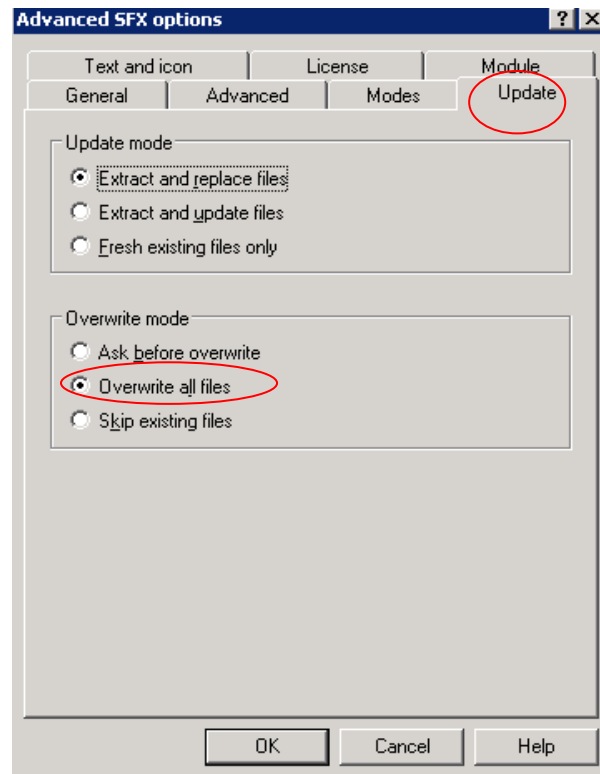 Advanced SFX options
Text and icon License Module
General Advanced Modes Update
Update mode
Extract and replace files
Extract and update files
Fresh existing files only
Overwrite mode
Ask before overwrite
Overwrite all files
Skip existing files
OK Cancel Help